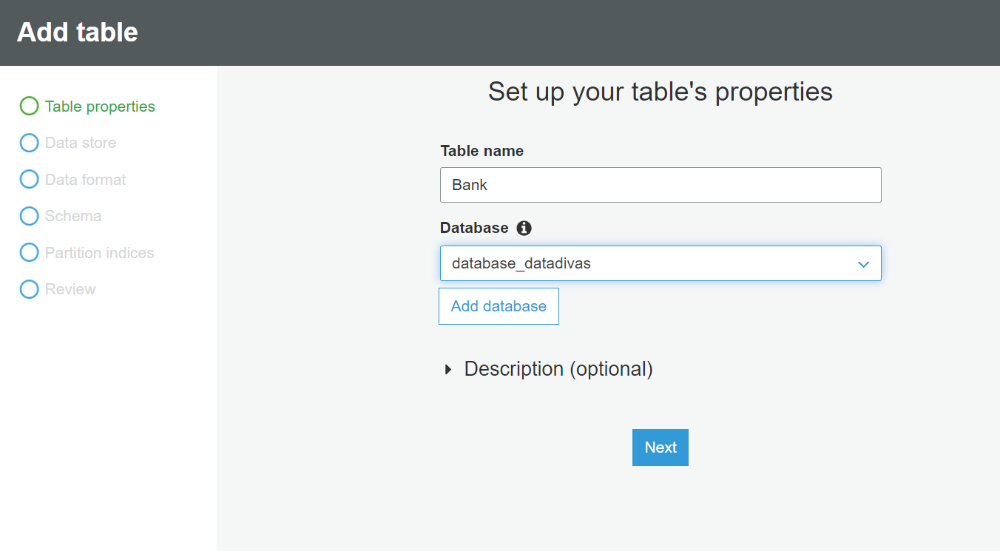 Add table
Table properties
Data store
Data format
Schema
Partition indices
Review
Set up your table's properties
Table name
Bank
Database
database_datadivas
Add database
Description (optional)
Next